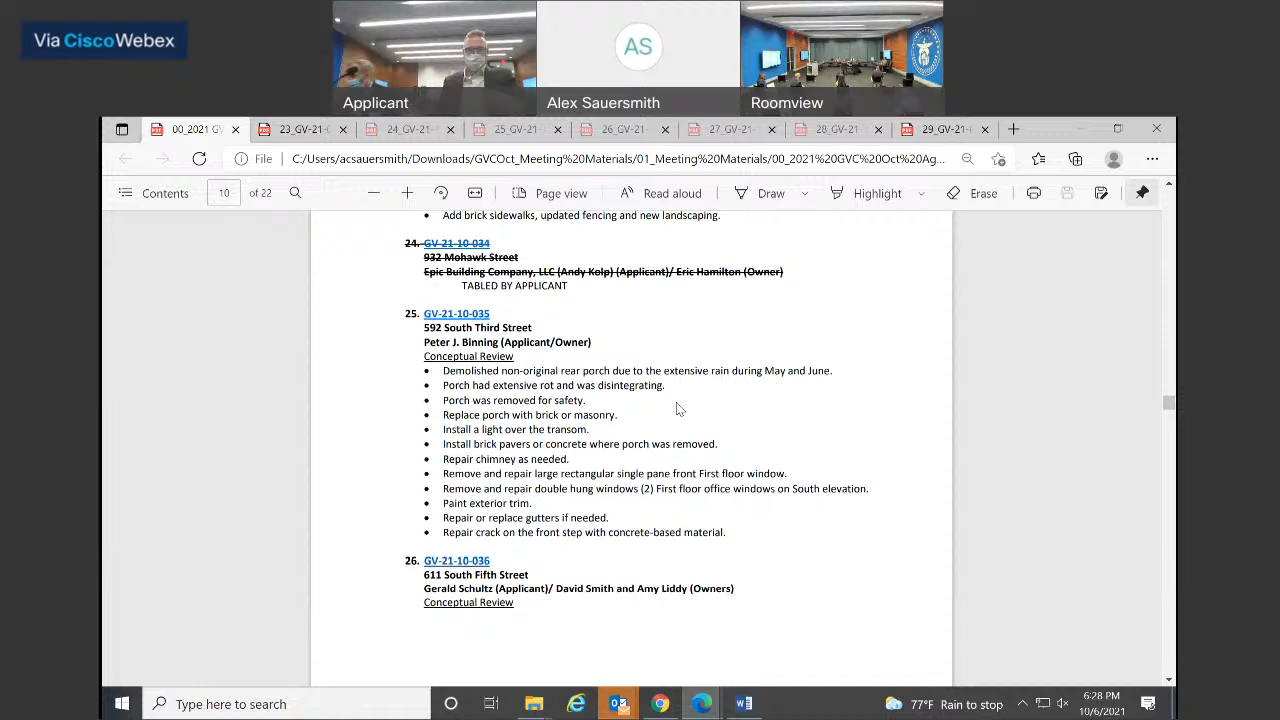 Via Cisco Webex
AS
Applicant
Alex Sauersmith
Roomview
00_2021 GV
23_GV-21-
24_GV-21-
25_GV-21-
26_GV-21-
27_GV-21-
28_GV-21-
29_GV-21-
File C:/Users/acsauersmith/Downloads/GVCOct_Meeting%20Materials/01_Meeting%20Materials/00_2021%20GVC%20Oct%20Ag...
Contents 10 of 22 Page view Read aloud Draw Highlight Erase
• Add brick sidewalks, updated fencing and new landscaping.
24. GV-21-10-034
932 Mohawk Street
Epic Building Company, LLC (Andy Kolp) (Applicant)/ Eric Hamilton (Owner)
TABLED BY APPLICANT
25. GV-21-10-035
592 South Third Street
Peter J. Binning (Applicant/Owner)
Conceptual Review
• Demolished non-original rear porch due to the extensive rain during May and June.
• Porch had extensive rot and was disintegrating.
• Porch was removed for safety.
• Replace porch with brick or masonry.
• Install a light over the transom.
• Install brick pavers or concrete where porch was removed.
• Repair chimney as needed.
• Remove and repair large rectangular single pane front First floor window.
• Remove and repair double hung windows (2) First floor office windows on South elevation.
• Paint exterior trim.
• Repair or replace gutters if needed.
• Repair crack on the front step with concrete-based material.
26. GV-21-10-036
611 South Fifth Street
Gerald Schultz (Applicant)/ David Smith and Amy Liddy (Owners)
Conceptual Review
Type here to search
77°F Rain to stop
6:28 PM
10/6/2021